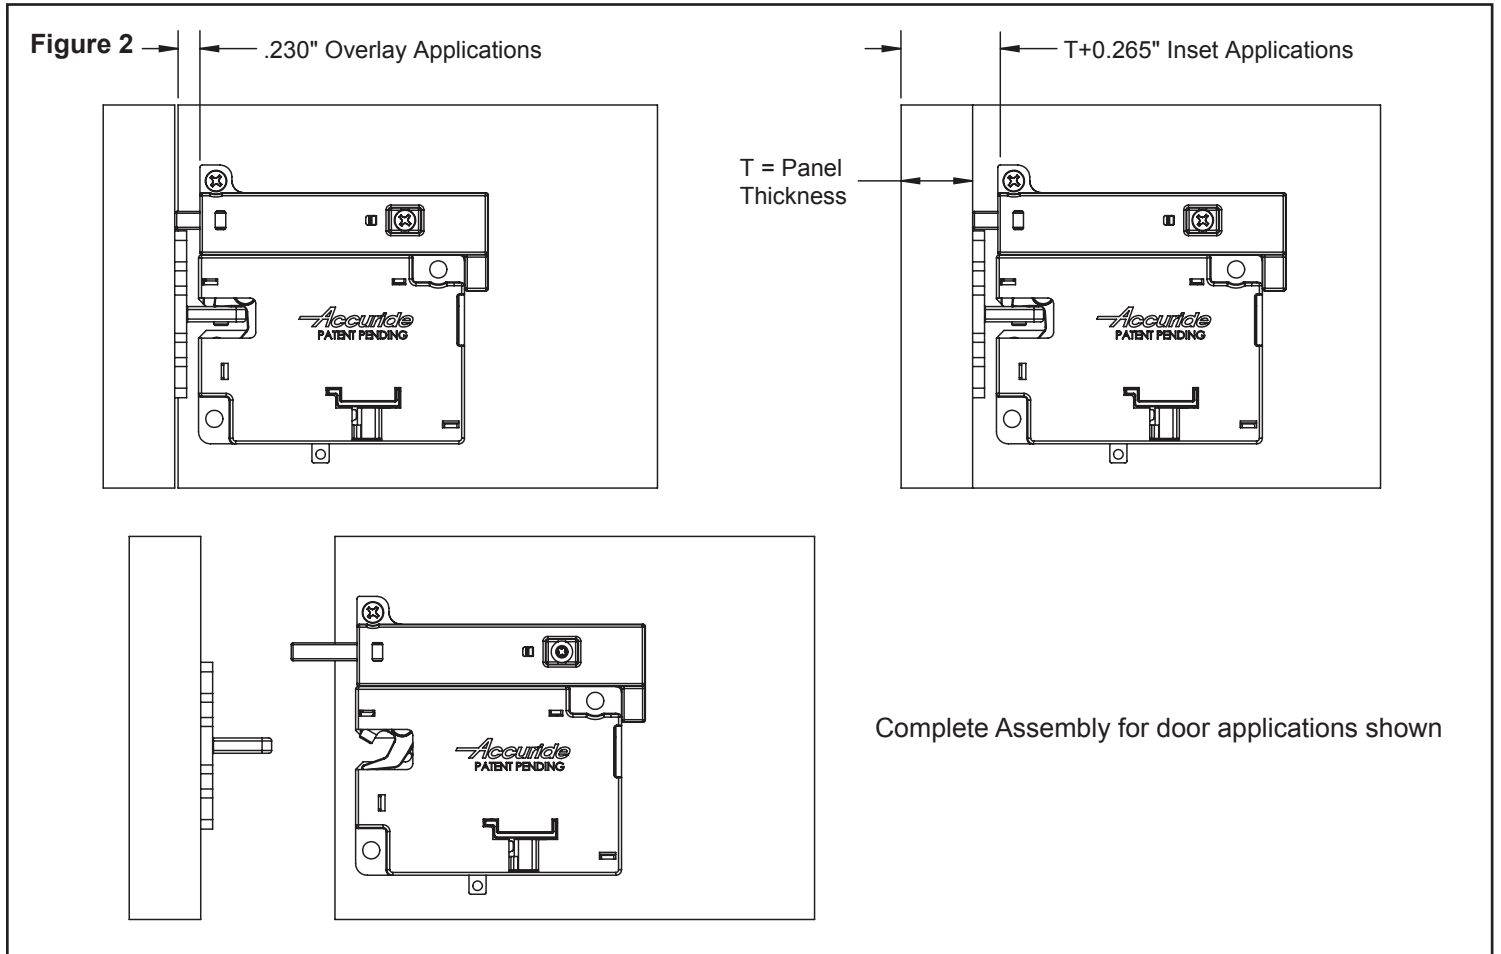 Figure 2
.230" Overlay Applications
T+0.265" Inset Applications
T = Panel
Thickness
Accuride
PATENT PENDING
Accuride
PATENT PENDING
Complete Assembly for door applications shown
Accuride
PATENT PENDING